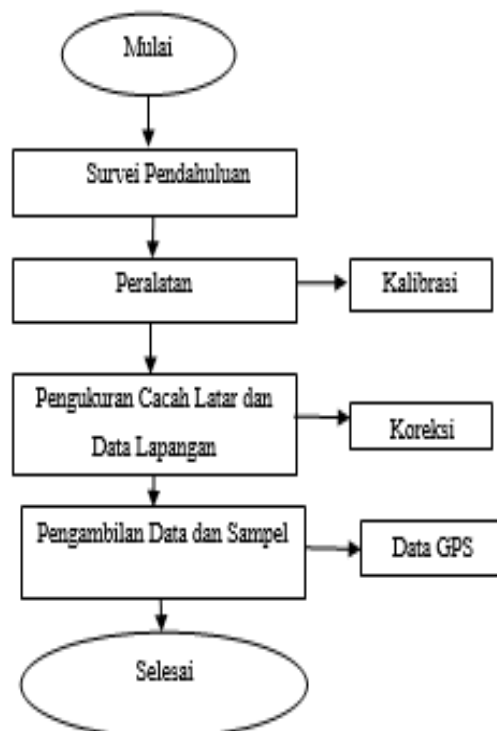 Mulai
Survei Pendahuluan
Peralatan
Kalibrasi
Pengukuran Cacah Latar dan
Data Lapangan
Koreksi
Pengambilan Data dan Sampel
Data GPS
Selesai